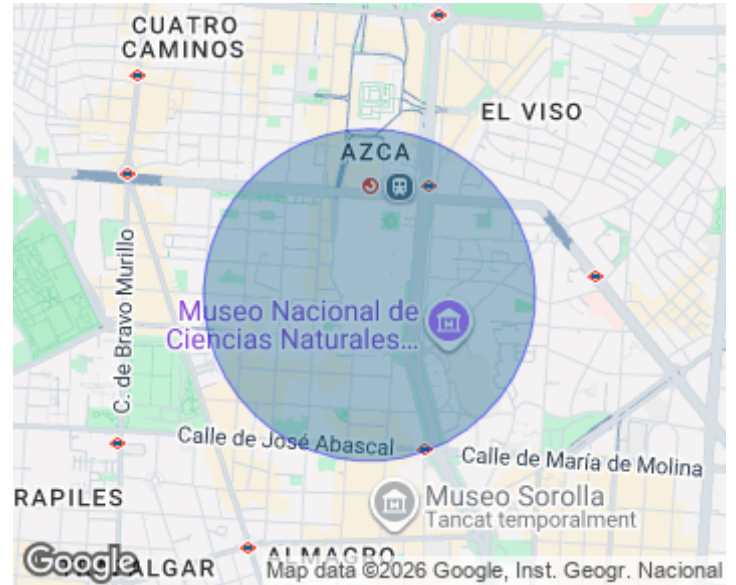 CUATRO
CAMINOS
EL VISO
AZCA
C. de Bravo Murillo
Museo Nacional de
Ciencias Naturales...
Calle de José Abascal
Calle de María de Molina
RAPILES
Museo Sorolla
Tancat temporalment
ALMAGRO
Google
ALGAR
Map data ©2026 Google, Inst. Geogr. Nacional